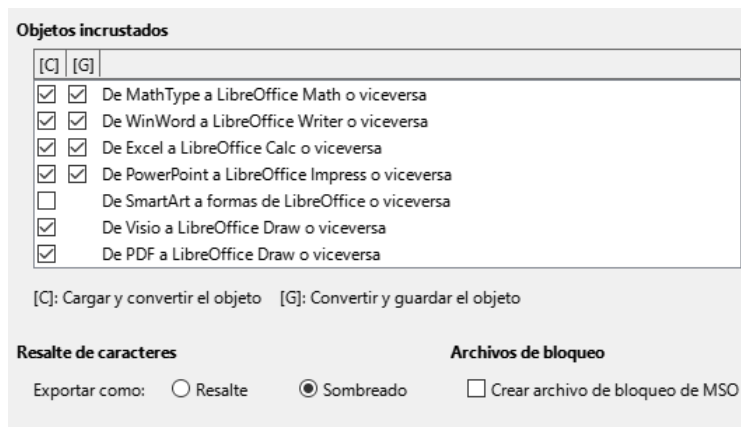 Objetos incrustados
[C] [G]
De MathType a LibreOffice Math o viceversa
De WinWord a LibreOffice Writer o viceversa
De Excel a LibreOffice Calc o viceversa
De PowerPoint a LibreOffice Impress o viceversa
De SmartArt a formas de LibreOffice o viceversa
De Visio a LibreOffice Draw o viceversa
De PDF a LibreOffice Draw o viceversa
[C]: Cargar y convertir el objeto [G]: Convertir y guardar el objeto
Resalte de caracteres Archivos de bloqueo
Exportar como: Resalte Sombreado Crear archivo de bloqueo de MSO